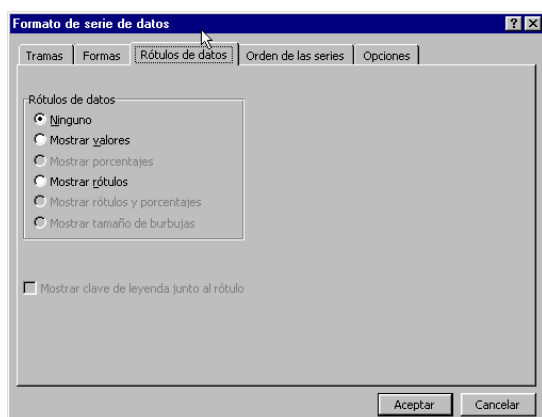 Formato de serie de datos
Tramas Formas Rótulos de datos Orden de las series Opciones
Rótulos de datos
Ninguno
Mostrar valores
Mostrar porcentajes
Mostrar rótulos
Mostrar rótulos y porcentajes
Mostrar tamaño de burbujas
Mostrar clave de leyenda junto al rótulo
Aceptar Cancelar